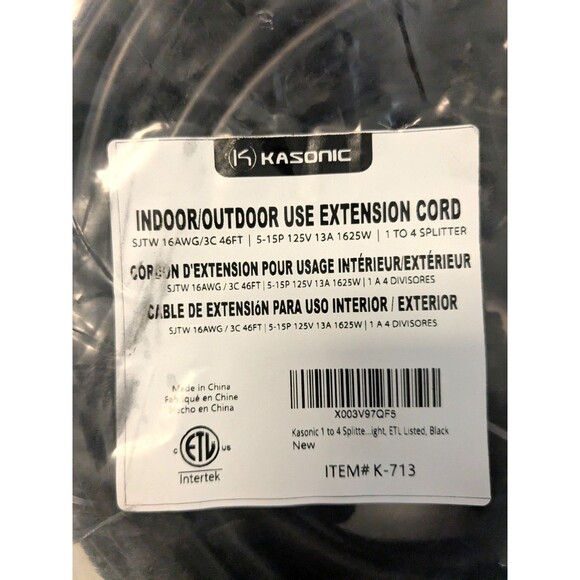 KASONIC
INDOOR/OUTDOOR USE EXTENSION CORD
SJTW 16AWG/3C 46FT | 5-15P 125V 13A 1625W | 1 TO 4 SPLITTER
CORDON D'EXTENSION POUR USAGE INTÉRIEUR/EXTÉRIEUR
SJTW 16AWG / 3C 46FT | 5-15P 125V 13A 1625W | 1 A 4 DIVISORES
CABLE DE EXTENSIóN PARA USO INTERIOR / EXTERIOR
SJTW 16AWG / 3C 46FT | 5-15P 125V 13A 1625W | 1 A 4 DIVISORES
Made in China
Fabriqué en Chine
Hecho en China
X003V97QF5
Kasonic 1 to 4 Splitte...ight, ETL Listed, Black
New
C ETL US
Intertek
ITEM# K-713